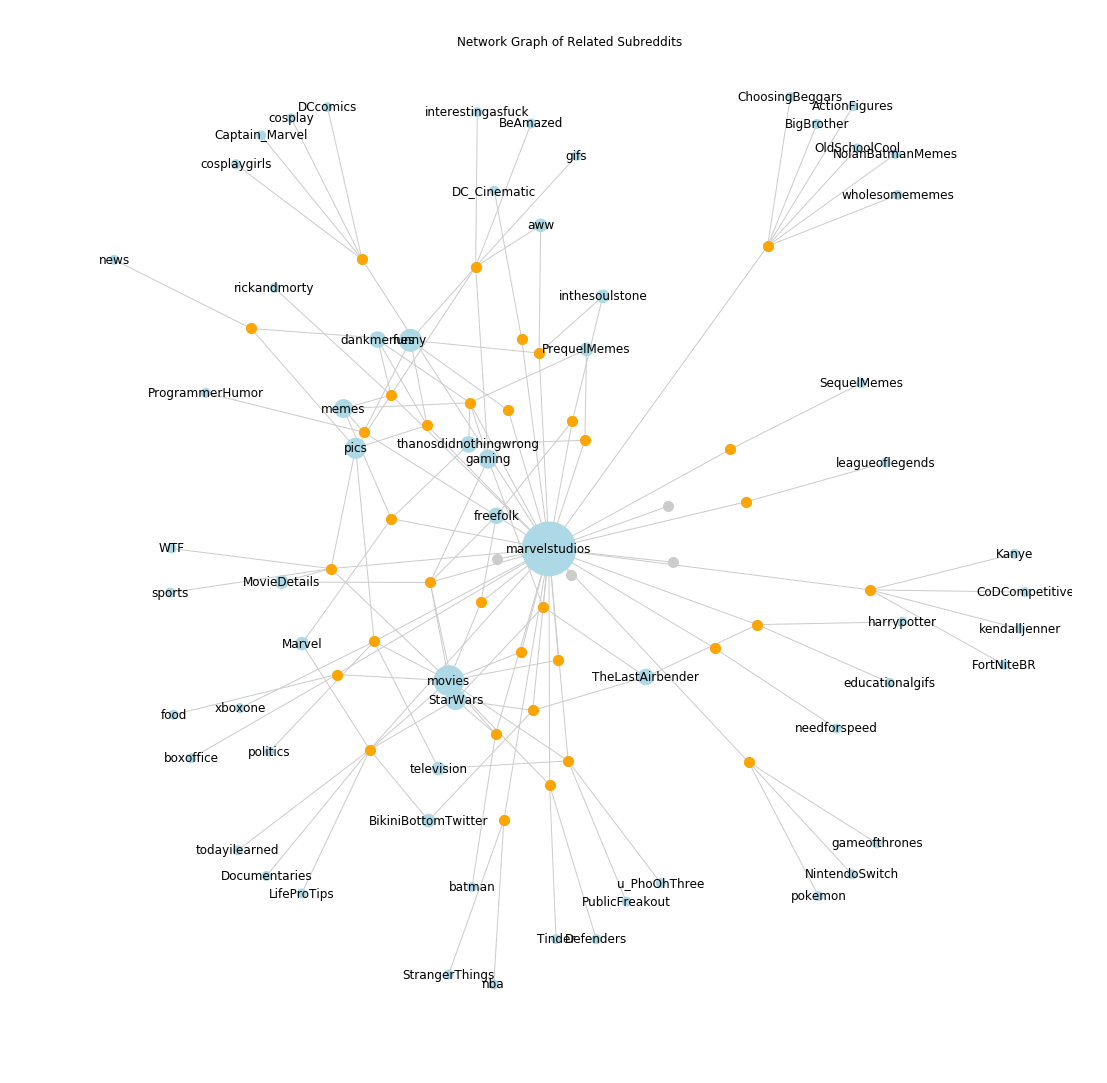 Network Graph of Related Subreddits
ChoosingBeggars
DCcomics
ActionFigures
interestingasfuck
cosplay
BeAmazed
BigBrother
Captain_Marvel
OldSchoolCool
NolanBatmanMemes
gifs
cosplaygirls
DC_Cinematic
wholesomememes
aww
news
rickandmorty
inthesoulstone
dankmemes
funny
PrequelMemes
SequelMemes
ProgrammerHumor
memes
thanosdidnothingwrong
pics
gaming
leagueoflegends
freefolk
WTF
marvelstudios
Kanye
MovieDetails
sports
CoDCompetitive
harrypotter
kendalljenner
Marvel
FortNiteBR
TheLastAirbender
movies
educationalgifs
StarWars
xboxone
food
needforspeed
politics
boxoffice
television
BikiniBottomTwitter
gameofthrones
todayilearned
Documentaries
NintendoSwitch
u_PhoOhThree
batman
LifeProTips
pokemon
PublicFreakout
Tinder
Defenders
StrangerThings
nba